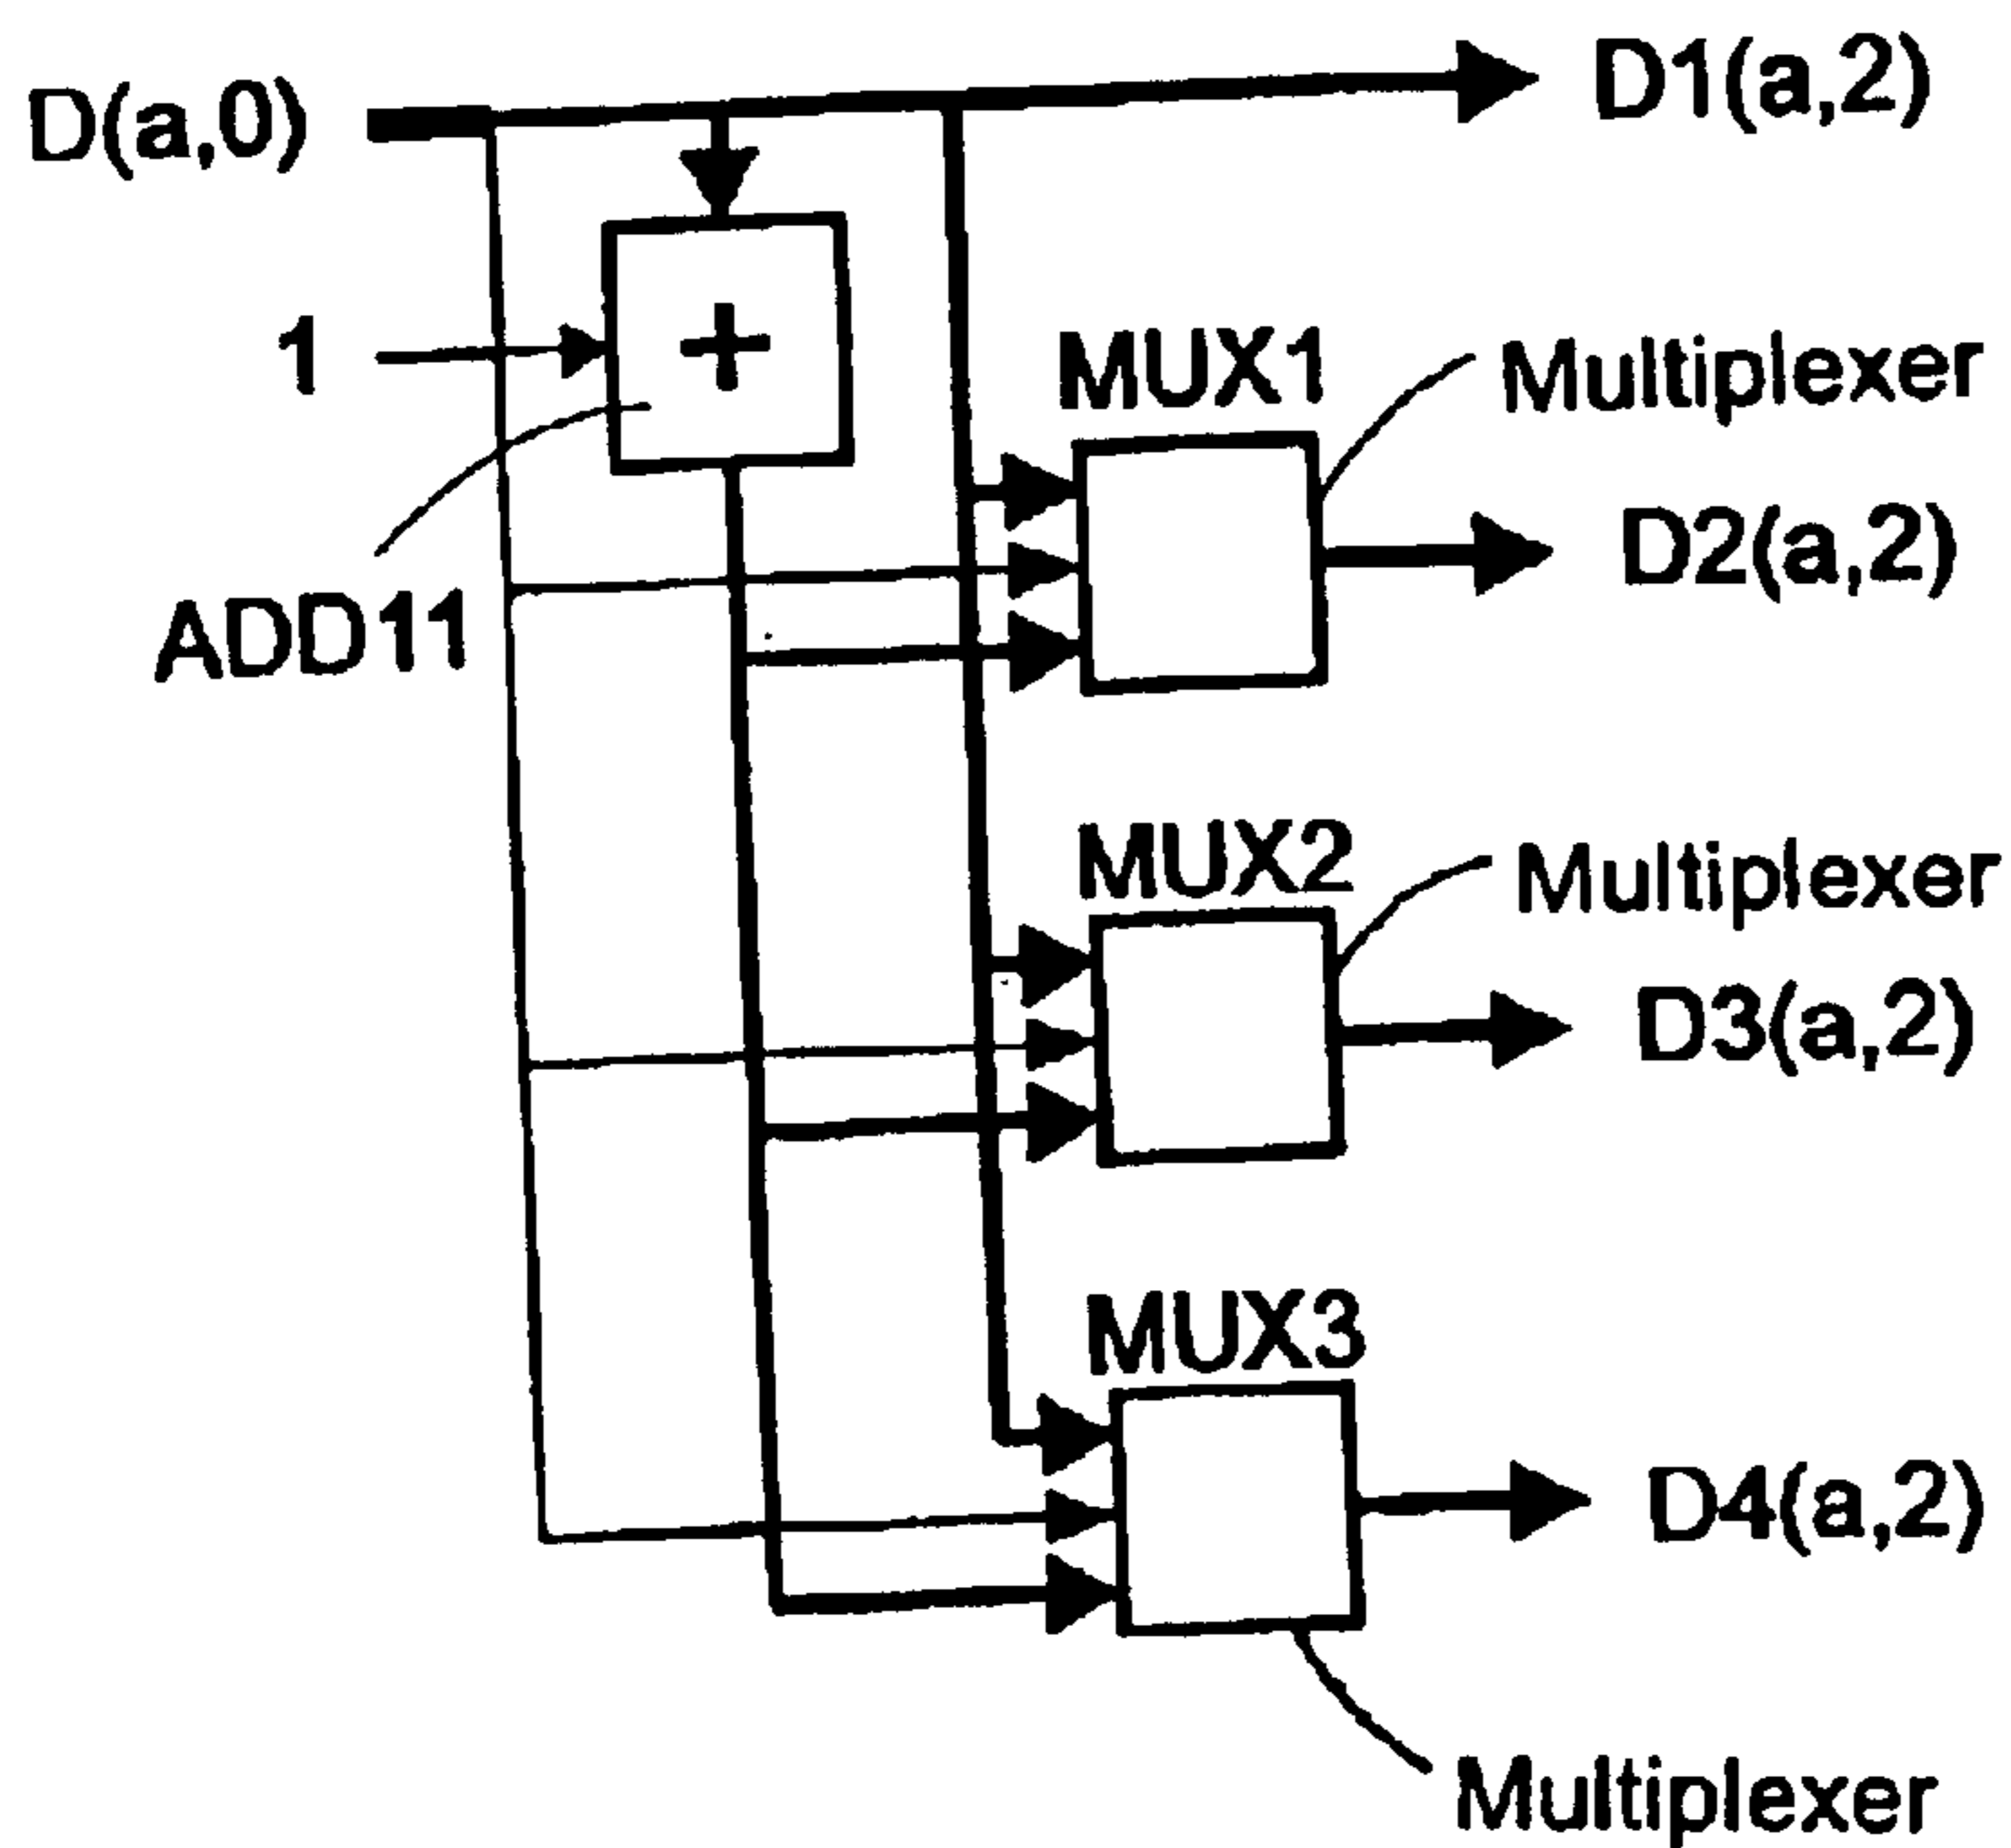 D(a,0)
D1(a,2)
1
+
MUX1
Multiplexer
D2(a,2)
ADD11
MUX2
Multiplexer
D3(a,2)
MUX3
D4(a,2)
Multiplexer